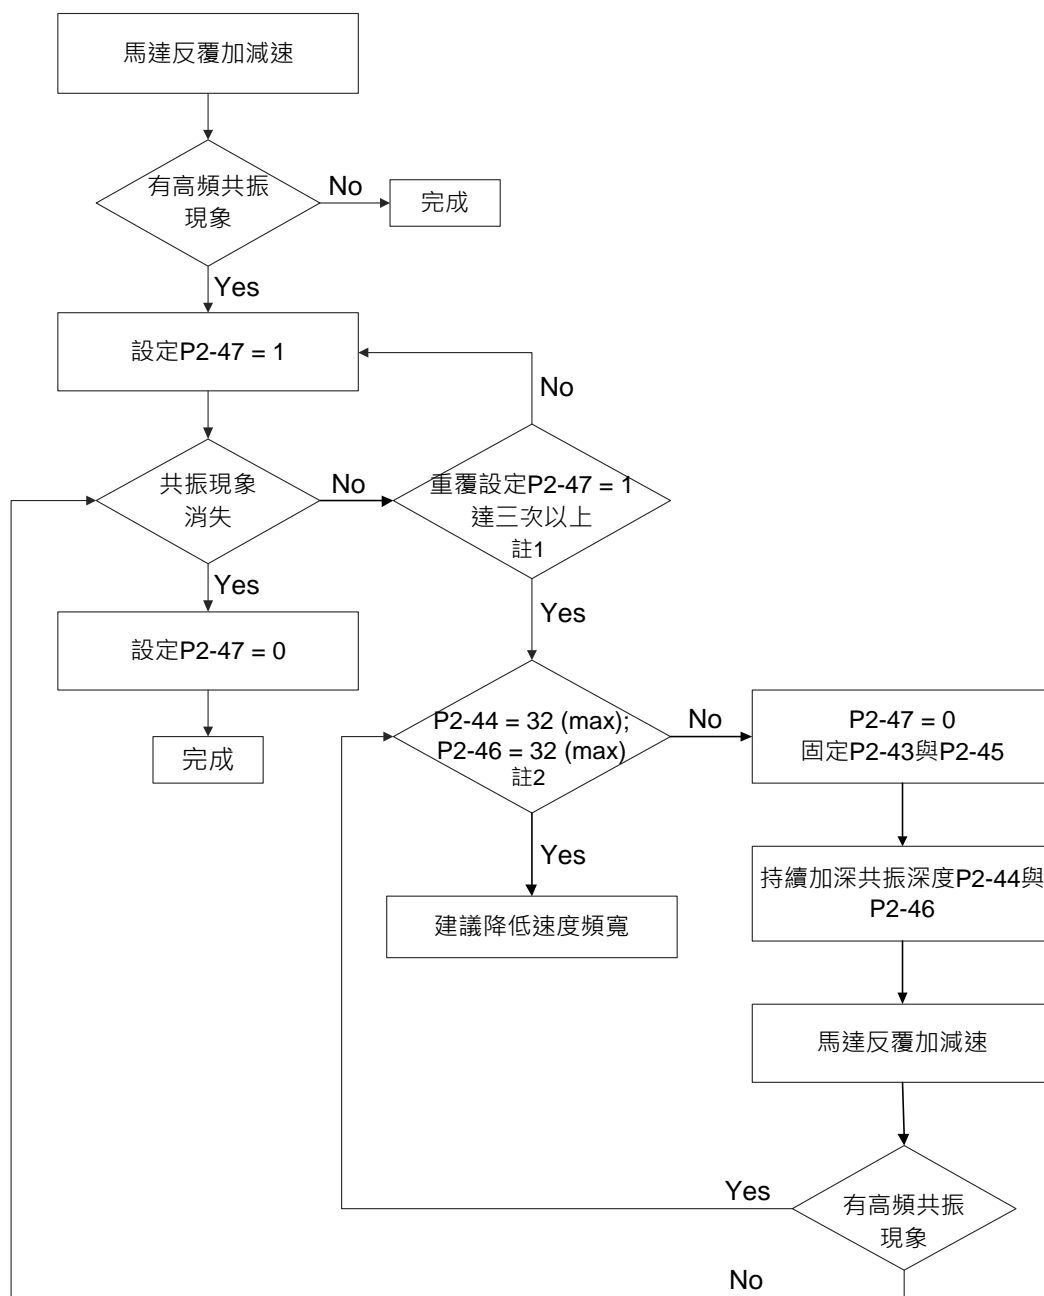 馬達反覆加減速
有高頻共振
現象
No
完成
Yes
設定P2-47 = 1
No
共振現象
消失
No
重覆設定P2-47 = 1
達三次以上
註1
Yes
Yes
設定P2-47 = 0
完成
P2-44 = 32 (max);
P2-46 = 32 (max)
註2
No
P2-47 = 0
固定P2-43與P2-45
Yes
建議降低速度頻寬
持續加深共振深度P2-44與
P2-46
馬達反覆加減速
Yes
有高頻共振
現象
No